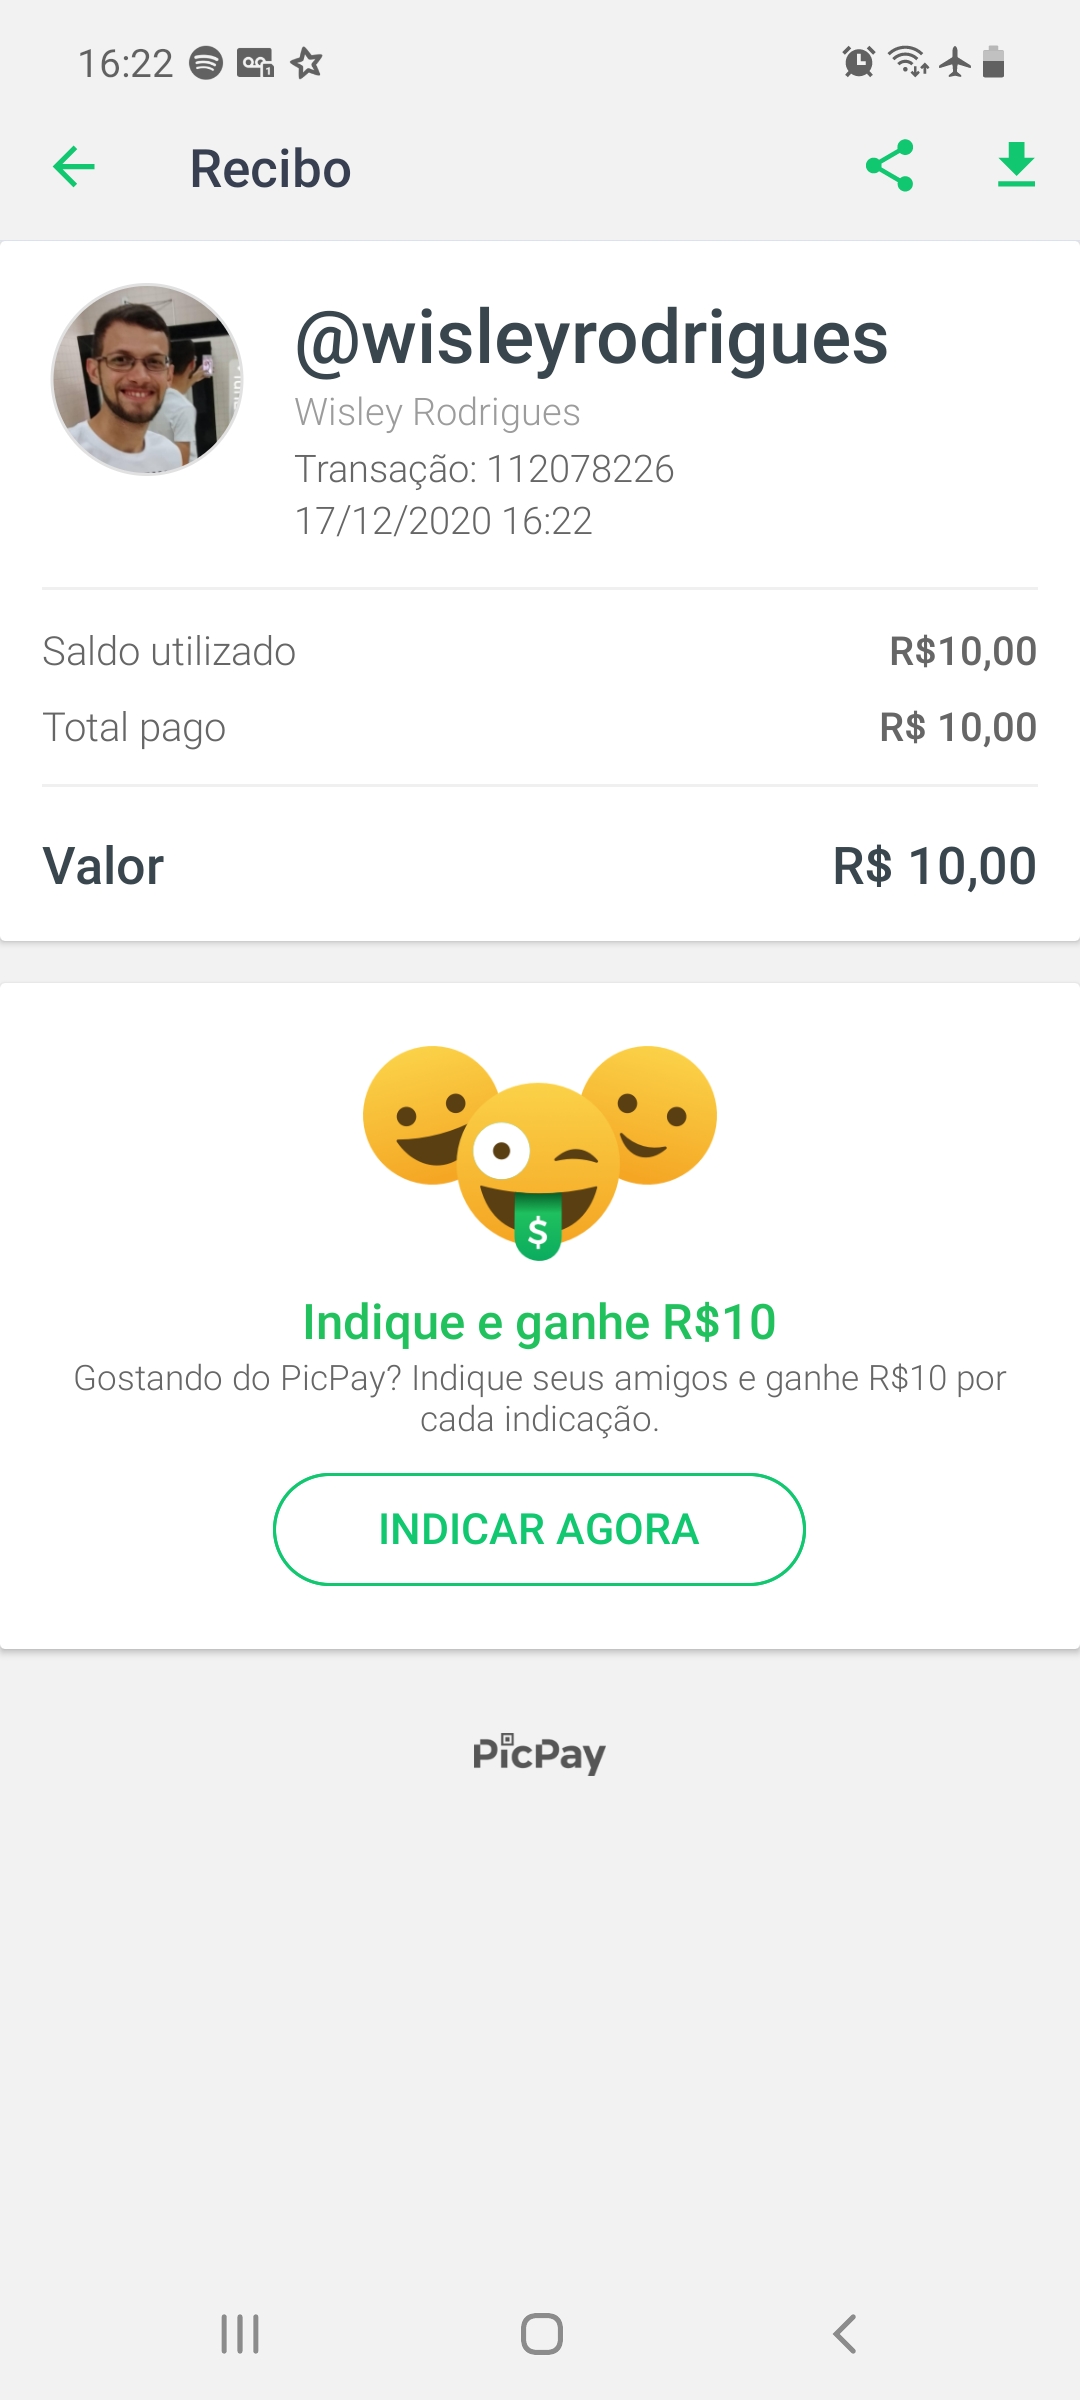 16:22
Recibo
@wisleyrodrigues
Wisley Rodrigues
Transação: 112078226
17/12/2020 16:22
Saldo utilizado R$10,00
Total pago R$ 10,00
Valor R$ 10,00
$
Indique e ganhe R$10
Gostando do PicPay? Indique seus amigos e ganhe R$10 por
cada indicação.
INDICAR AGORA
PicPay